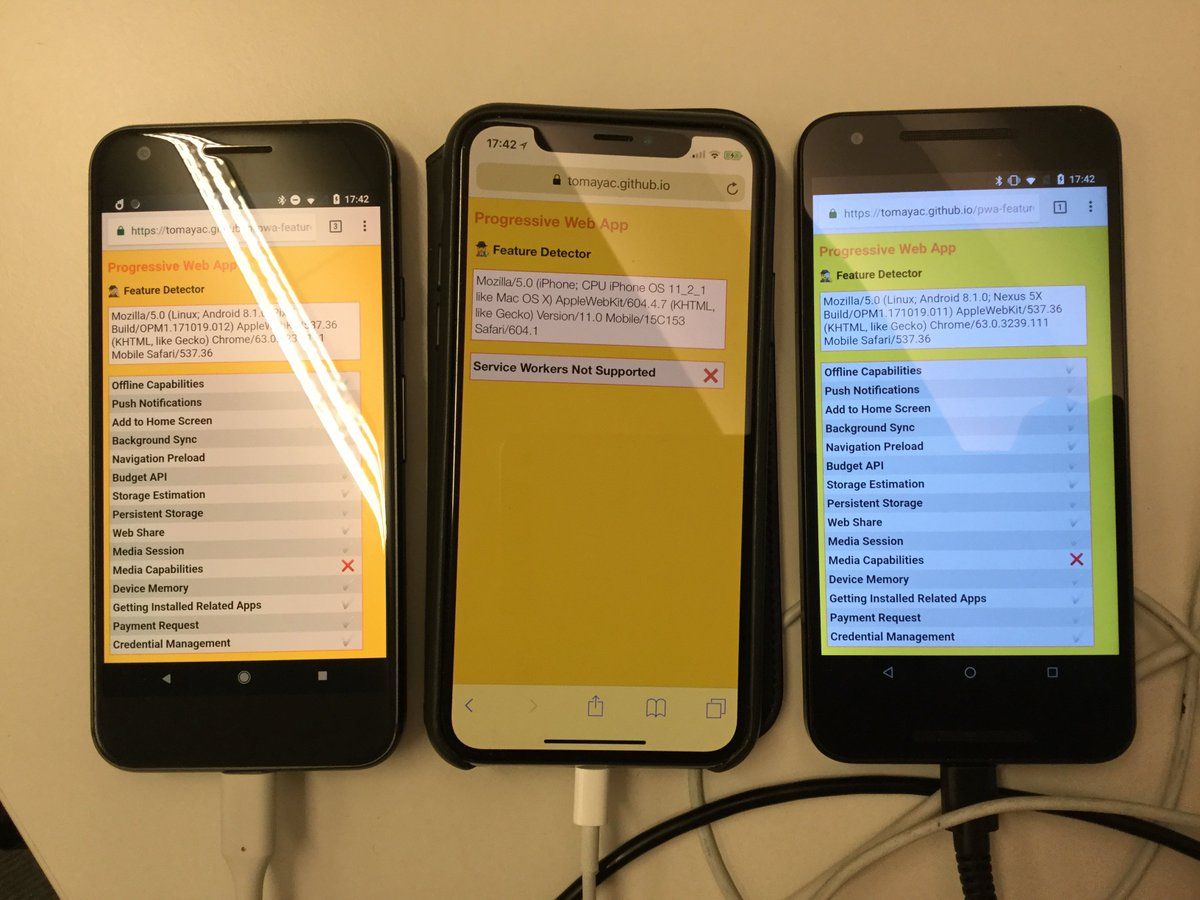 17:42
https://tomayac.github.io/pwa-featur
3
Progressive Web App
Feature Detector
Mozilla/5.0 (Linux; Android 8.1.0;
Build/OPM1.171019.012) AppleWebKit/537.36
(KHTML, like Gecko) Chrome/63.0.
Mobile Safari/537.36
Offline Capabilities
Push Notifications
Add to Home Screen
Background Sync
Navigation Preload
Budget API
Storage Estimation
Persistent Storage
Web Share
Media Session
Media Capabilities
Device Memory
Getting Installed Related Apps
Payment Request
Credential Management
17:42
tomayac.github.io
Progressive Web App
Feature Detector
Mozilla/5.0 (iPhone; CPU iPhone OS 11_2_1
like Mac OS X) AppleWebKit/604.4.7 (KHTML,
like Gecko) Version/11.0 Mobile/15C153
Safari/604.1
Service Workers Not Supported
17:42
https://tomayac.github.io/pwa-featur
1
Progressive Web App
Feature Detector
Mozilla/5.0 (Linux; Android 8.1.0; Nexus 5X
Build/OPM1.171019.011) AppleWebKit/537.36
(KHTML, like Gecko) Chrome/63.0.3239.111
Mobile Safari/537.36
Offline Capabilities
Push Notifications
Add to Home Screen
Background Sync
Navigation Preload
Budget API
Storage Estimation
Persistent Storage
Web Share
Media Session
Media Capabilities
Device Memory
Getting Installed Related Apps
Payment Request
Credential Management